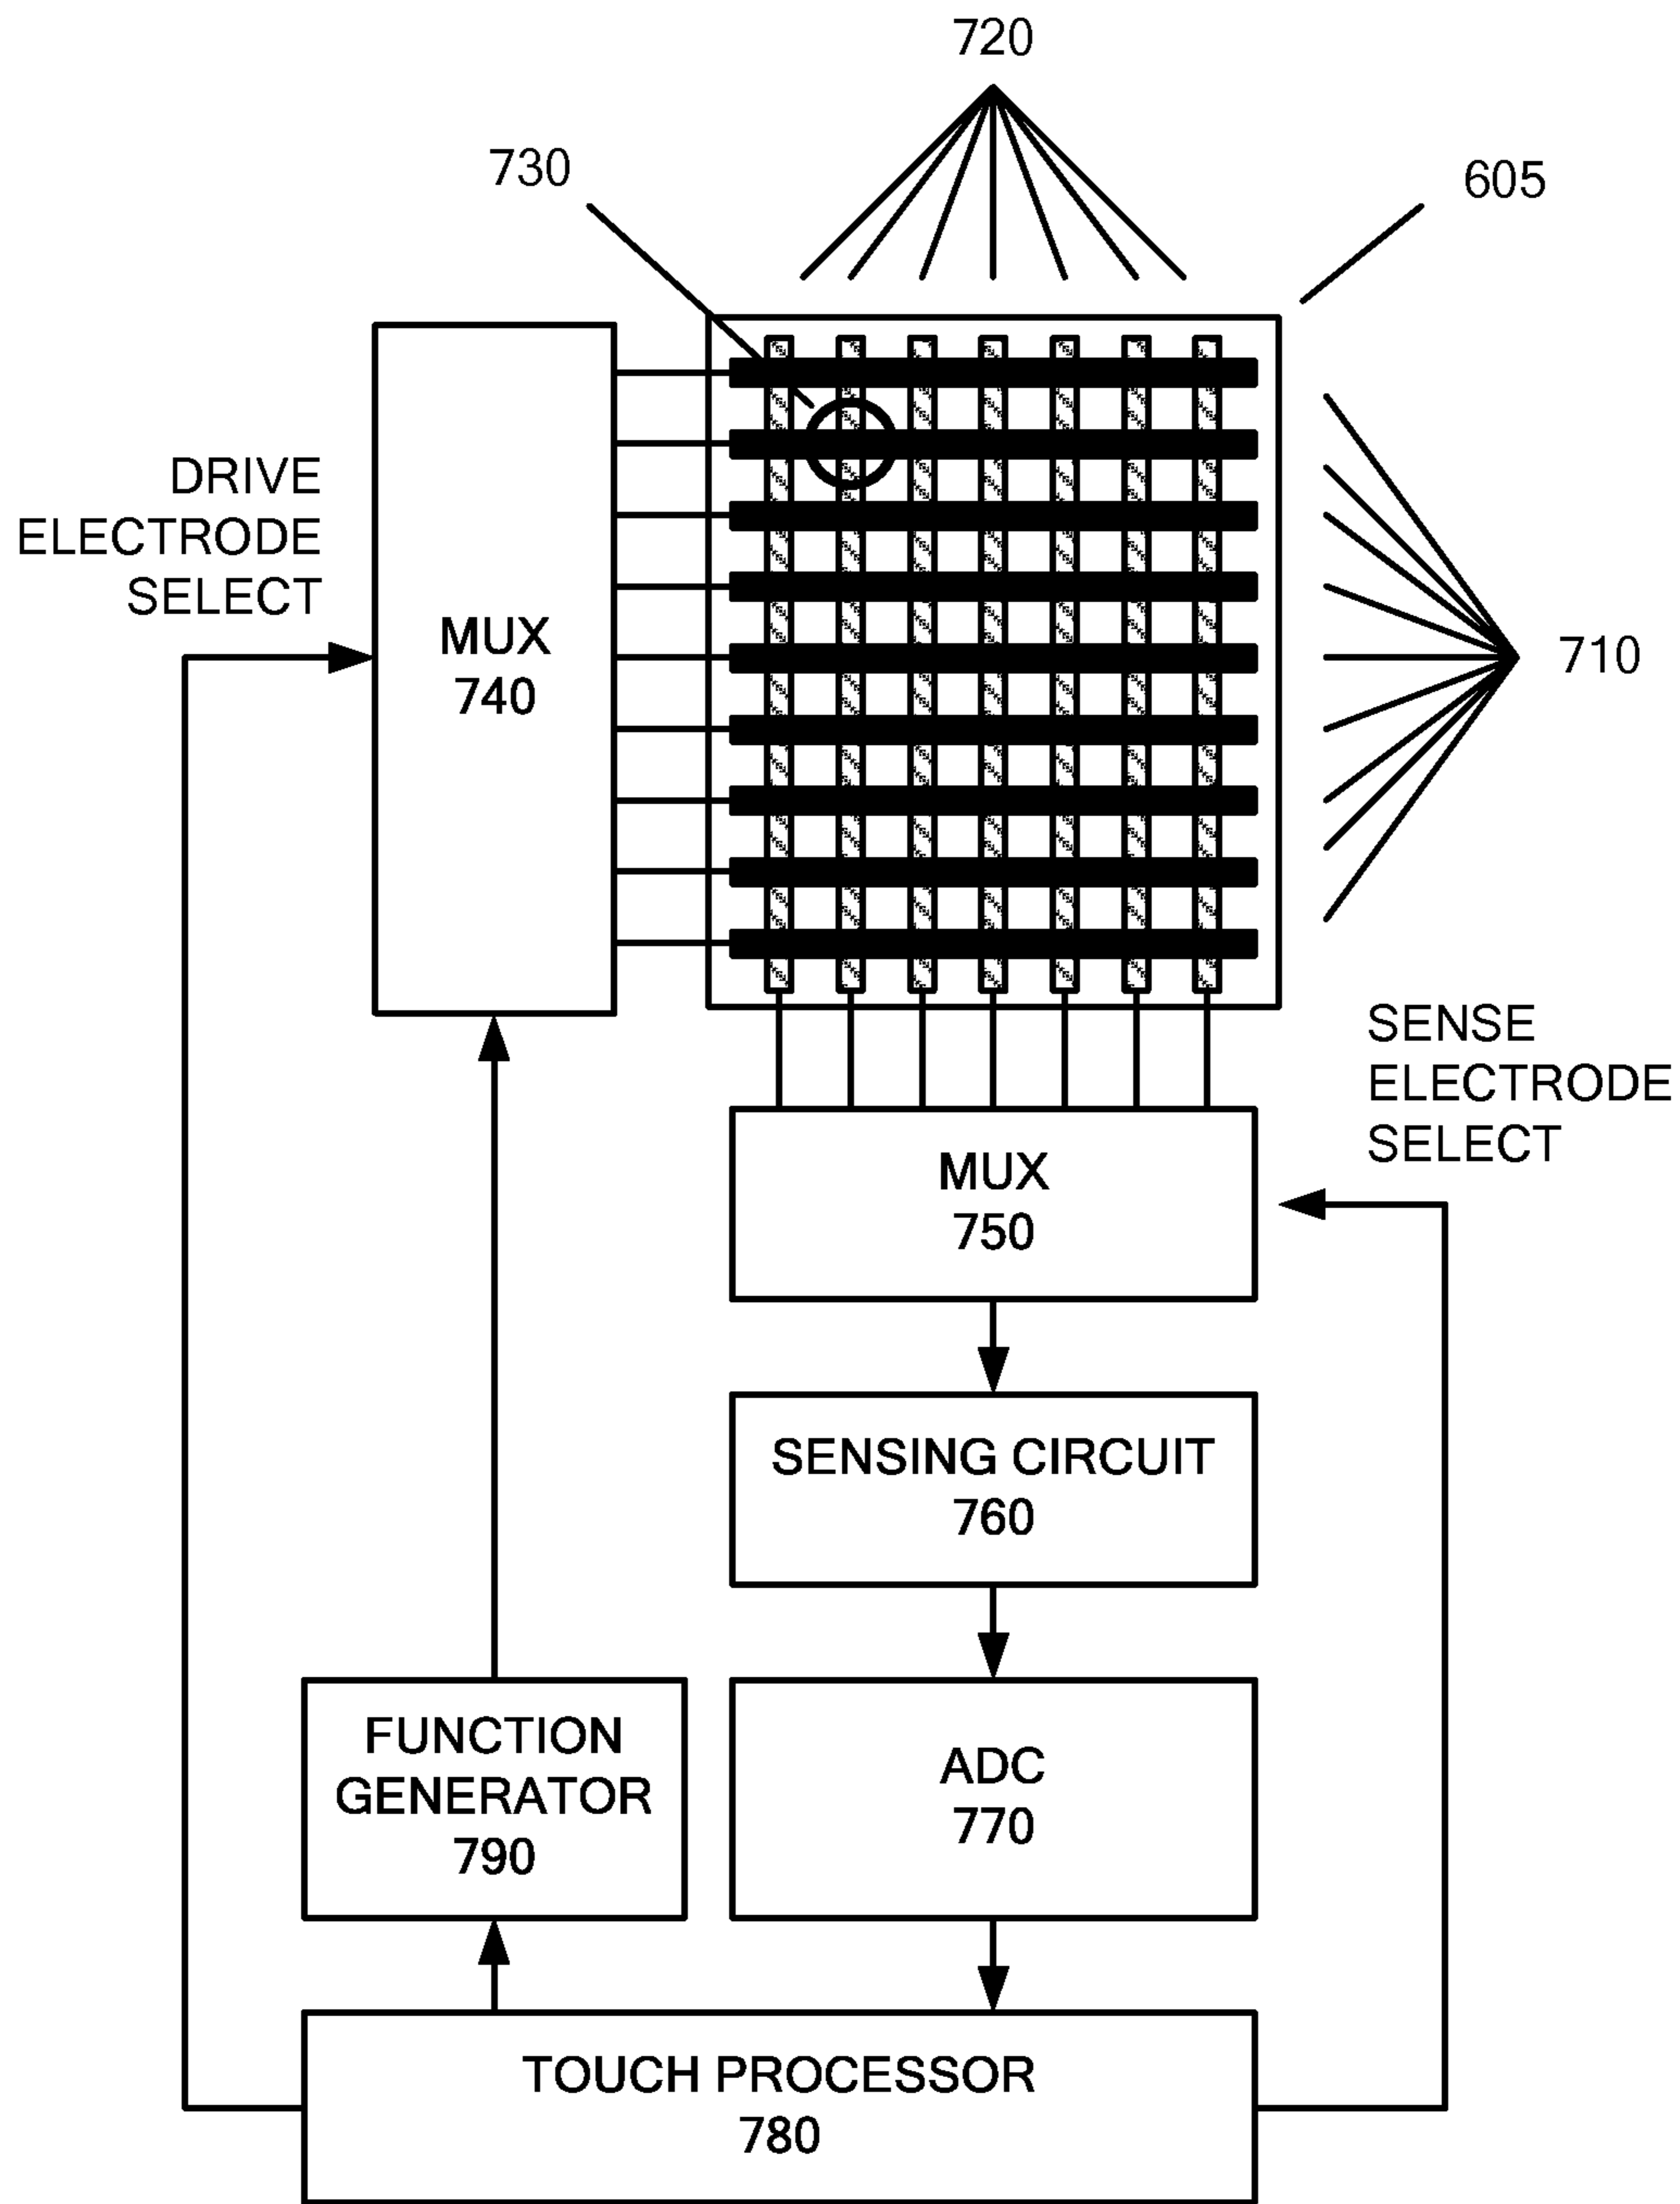 720
730
605
DRIVE
ELECTRODE
SELECT
MUX
740
710
SENSE
ELECTRODE
SELECT
MUX
750
SENSING CIRCUIT
760
FUNCTION
GENERATOR
790
ADC
770
TOUCH PROCESSOR
780